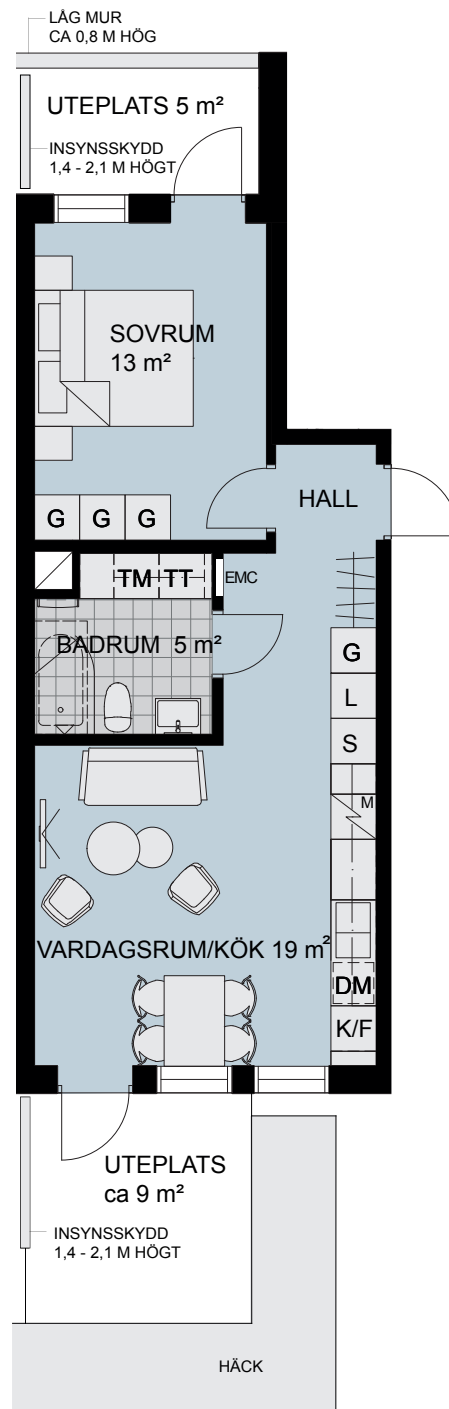 LÅG MUR
CA 0,8 M HÖG
UTEPLATS 5 m²
INSYNSSKYDD
1,4 - 2,1 M HÖGT
SOVRUM
13 m²
HALL
G G G
TM TT
EMC
BADRUM 5 m²
G
L
S
M
VARDAGSRUM/KÖK 19 m²
DM
K/F
UTEPLATS
ca 9 m²
INSYNSSKYDD
1,4 - 2,1 M HÖGT
HÄCK